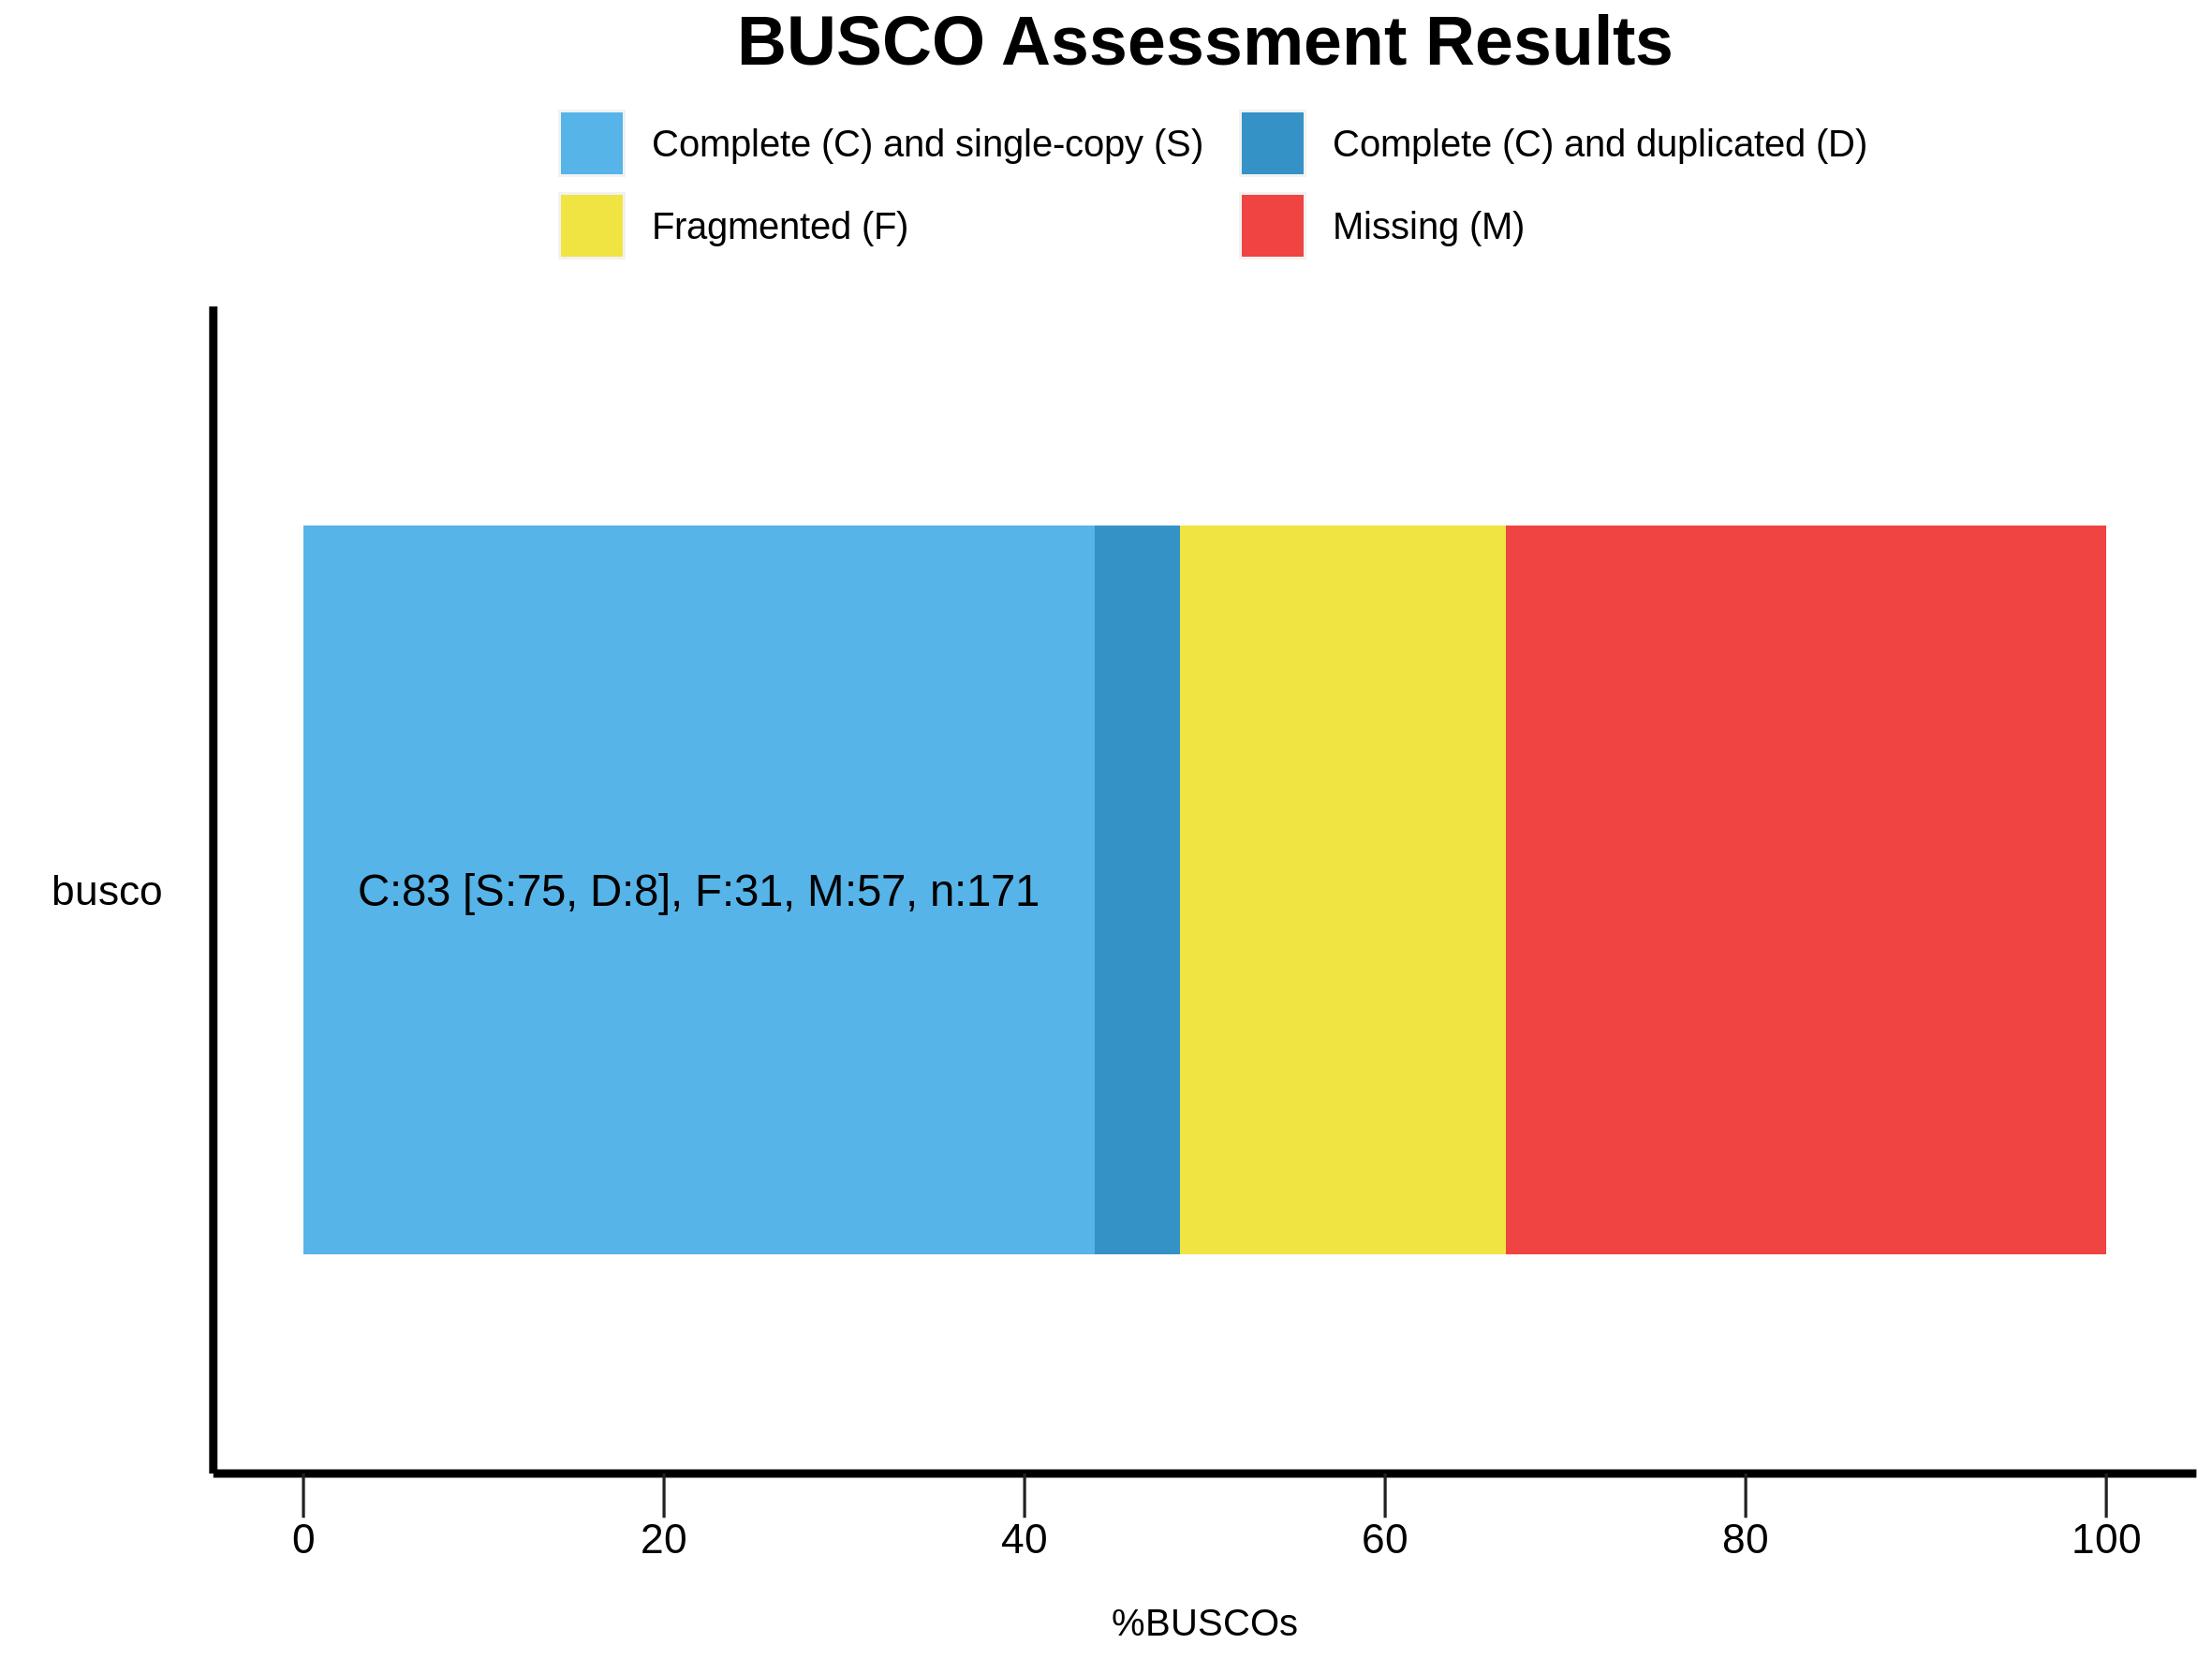 BUSCO Assessment Results
Complete (C) and single-copy (S)
Complete (C) and duplicated (D)
Fragmented (F)
Missing (M)
busco
C:83 [S:75, D:8], F:31, M:57, n:171
0
20
40
60
80
100
%BUSCOs